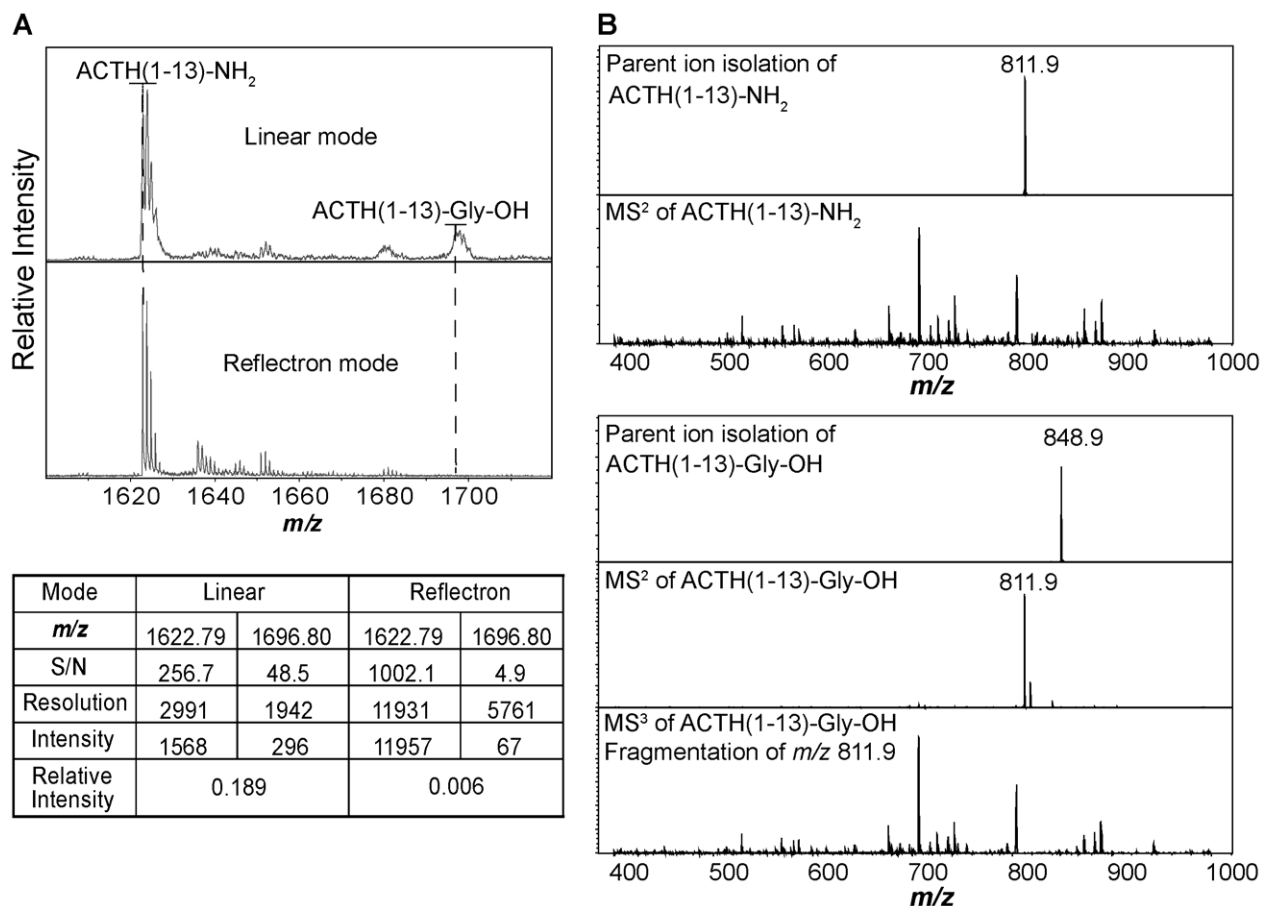 A
ACTH(1-13)-NH2
Linear mode
ACTH(1-13)-Gly-OH
Relative Intensity
Reflectron mode
1620 1640 1660 1680 1700
m/z
Mode Linear Reflectron
m/z 1622.79 1696.80 1622.79 1696.80
S/N 256.7 48.5 1002.1 4.9
Resolution 2991 1942 11931 5761
Intensity 1568 296 11957 67
Relative
Intensity 0.189 0.006
B
Parent ion isolation of
ACTH(1-13)-NH2
811.9
MS2 of ACTH(1-13)-NH2
400 500 600 700 800 900 1000
m/z
Parent ion isolation of
ACTH(1-13)-Gly-OH
848.9
MS2 of ACTH(1-13)-Gly-OH
811.9
MS3 of ACTH(1-13)-Gly-OH
Fragmentation of m/z 811.9
400 500 600 700 800 900 1000
m/z